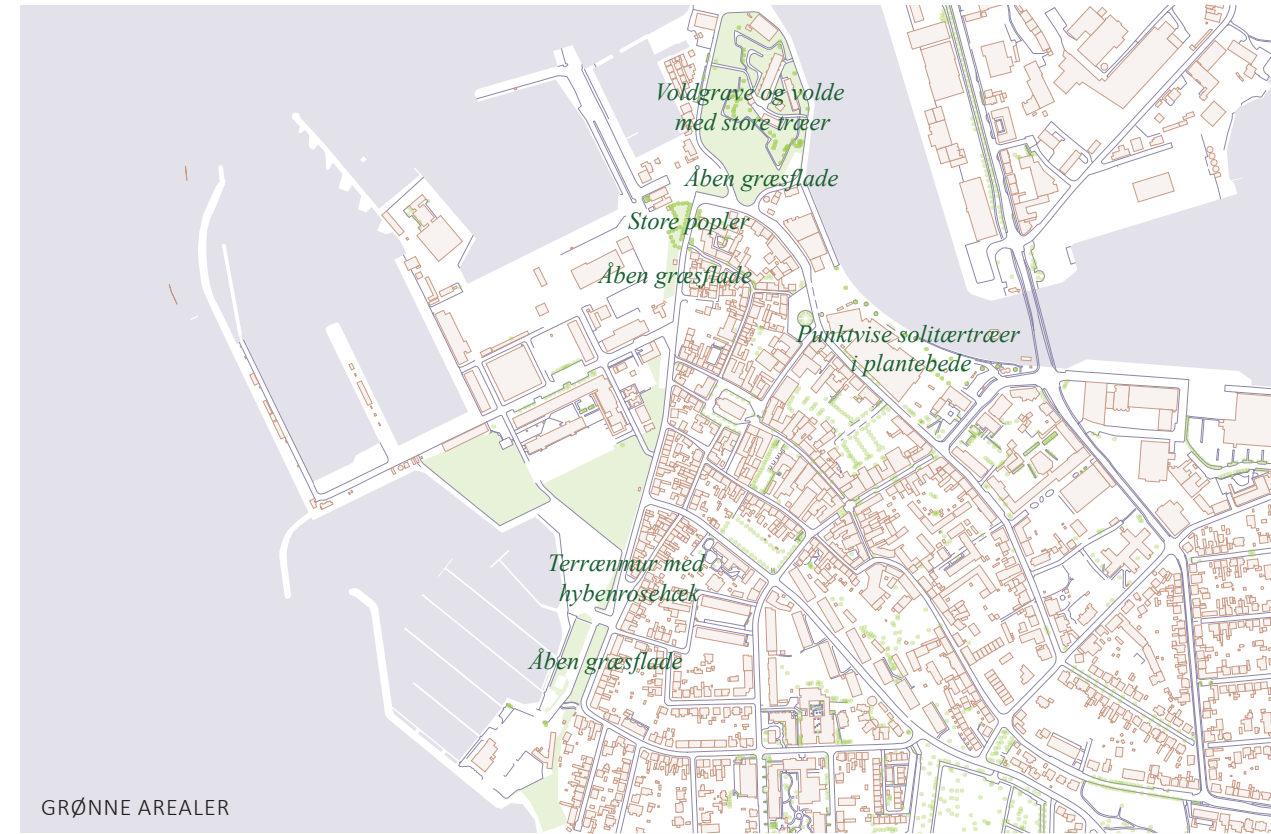 Voldgrave og volde
med store træer
Åben græsflade
Store popler
Åben græsflade
Punktvise solitærtræer
i plantebede
Terrænmur med
hybenrosehæk
Åben græsflade
GRØNNE AREALER